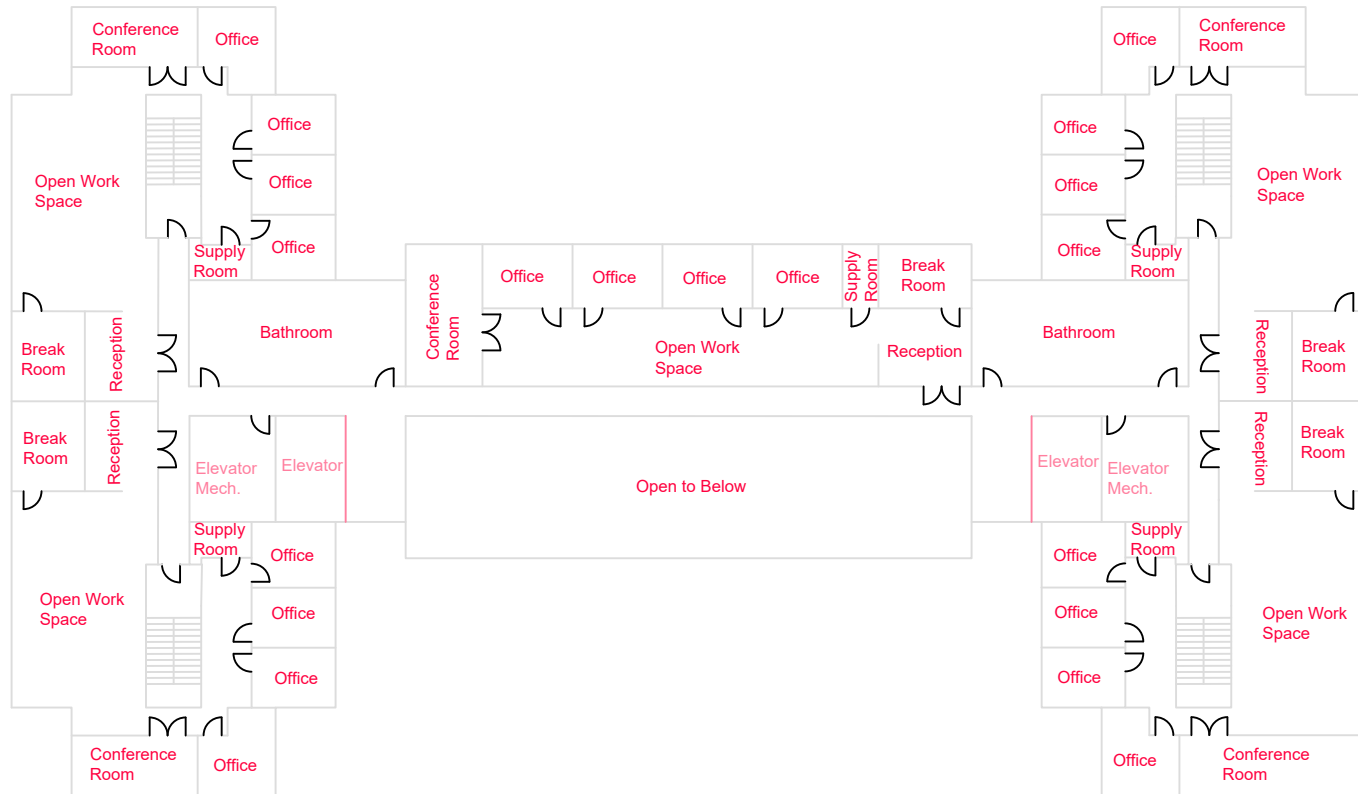 Conference
Room
Office
Office
Conference
Room
Office
Office
Open Work
Space
Office
Office
Office
Open Work
Space
Office
Supply
Room
Office
Supply
Room
Conference
Room
Office
Office
Office
Office
Supply
Room
Break
Room
Bathroom
Open Work
Space
Reception
Bathroom
Break
Room
Reception
Reception
Break
Room
Break
Room
Reception
Elevator
Mech.
Elevator
Open to Below
Elevator
Elevator
Mech.
Reception
Break
Room
Supply
Room
Office
Office
Supply
Room
Open Work
Space
Office
Office
Open Work
Space
Office
Office
Conference
Room
Office
Office
Conference
Room